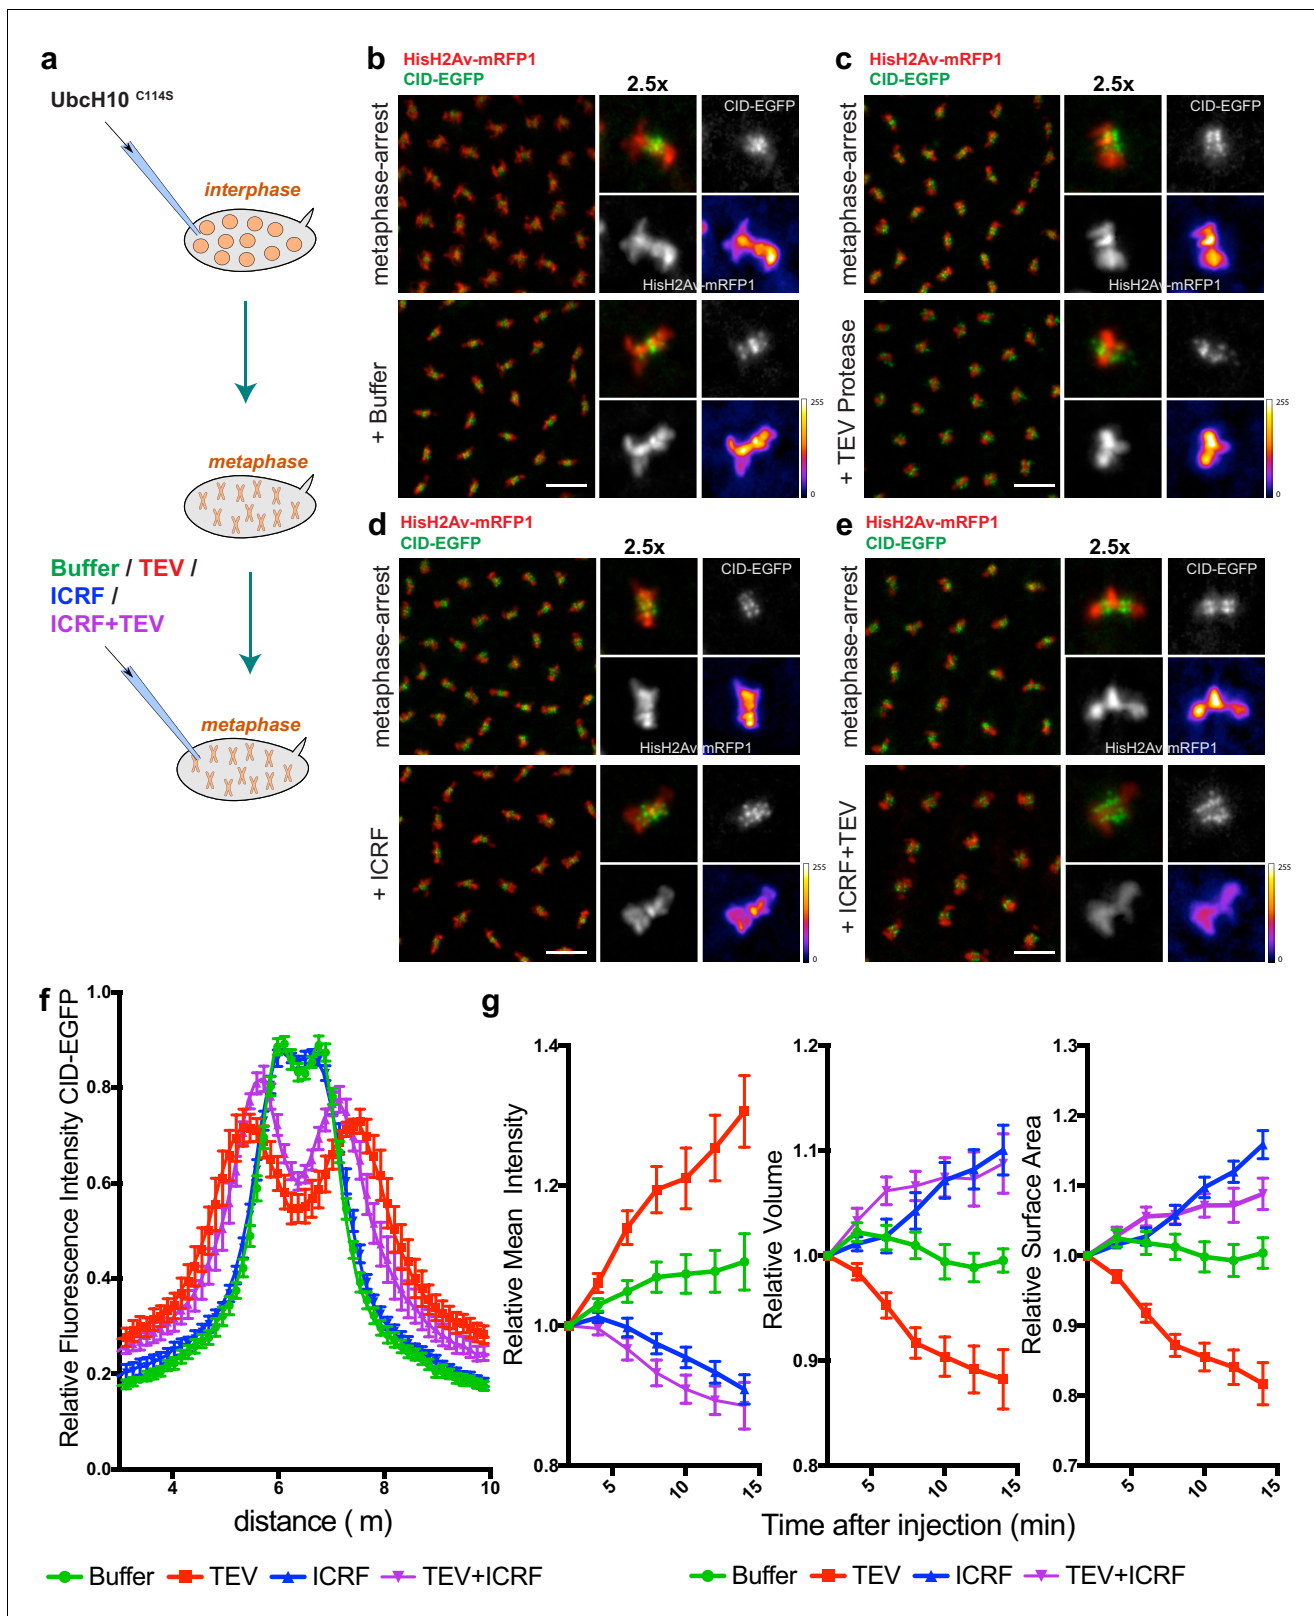 a
UbcH10 C114S
interphase
metaphase
Buffer / TEV /
ICRF /
ICRF+TEV
metaphase
b
HisH2Av-mRFP1
CID-EGFP
2.5x
CID-EGFP
metaphase-arrest
HisH2Av-mRFP1
+ Buffer
255
0
c
HisH2Av-mRFP1
CID-EGFP
2.5x
CID-EGFP
metaphase-arrest
HisH2Av-mRFP1
+ TEV Protease
255
0
d
HisH2Av-mRFP1
CID-EGFP
2.5x
CID-EGFP
metaphase-arrest
HisH2Av-mRFP1
+ ICRF
255
0
e
HisH2Av-mRFP1
CID-EGFP
2.5x
CID-EGFP
metaphase-arrest
HisH2Av-mRFP1
+ ICRF+TEV
255
0
f
Relative Fluorescence Intensity CID-EGFP
1.0
0.8
0.6
0.4
0.2
0.0
4 6 8 10
distance ( m)
Buffer TEV ICRF TEV+ICRF
g
Relative Mean Intensity
1.4
1.2
1.0
0.8
5 10 15
Relative Volume
1.2
1.1
1.0
0.9
0.8
5 10 15
Relative Surface Area
1.3
1.2
1.1
1.0
0.9
0.8
0.7
5 10 15
Time after injection (min)
Buffer TEV ICRF TEV+ICRF